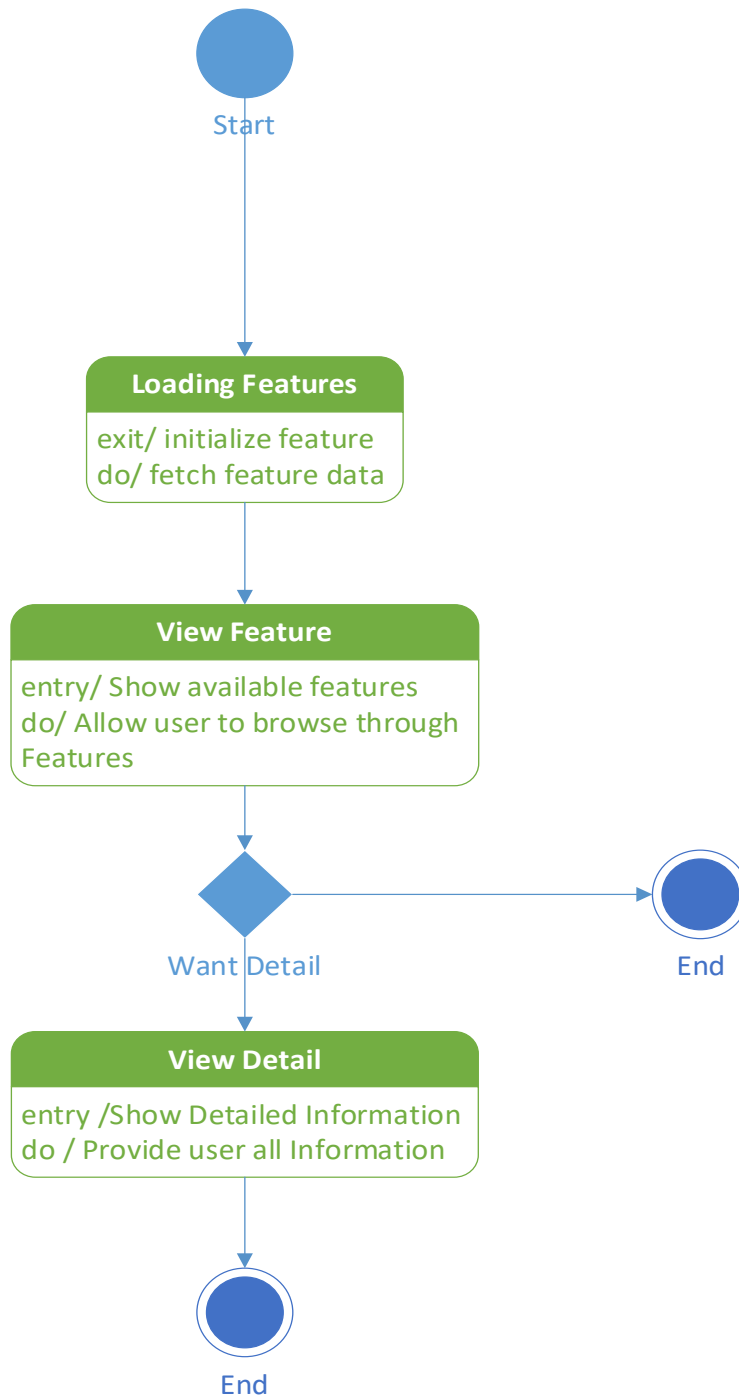 Start
Loading Features
exit/ initialize feature
do/ fetch feature data
View Feature
entry/ Show available features
do/ Allow user to browse through
Features
Want Detail
End
View Detail
entry /Show Detailed Information
do / Provide user all Information
End